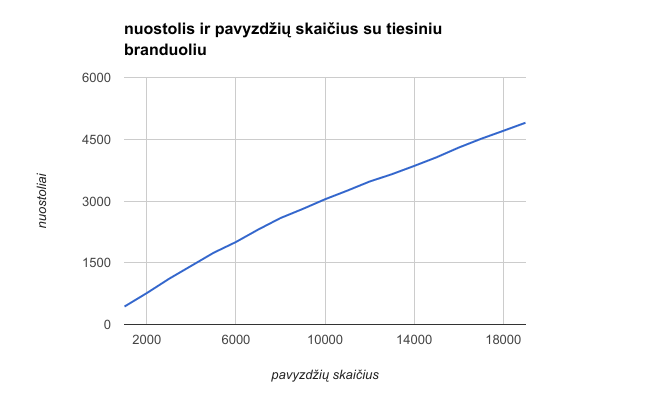 nuostolis ir pavyzdžių skaičius su tiesiniu
branduoliu
6000
4500
3000
1500
0
nuostoliai
2000 6000 10000 14000 18000
pavyzdžių skaičius